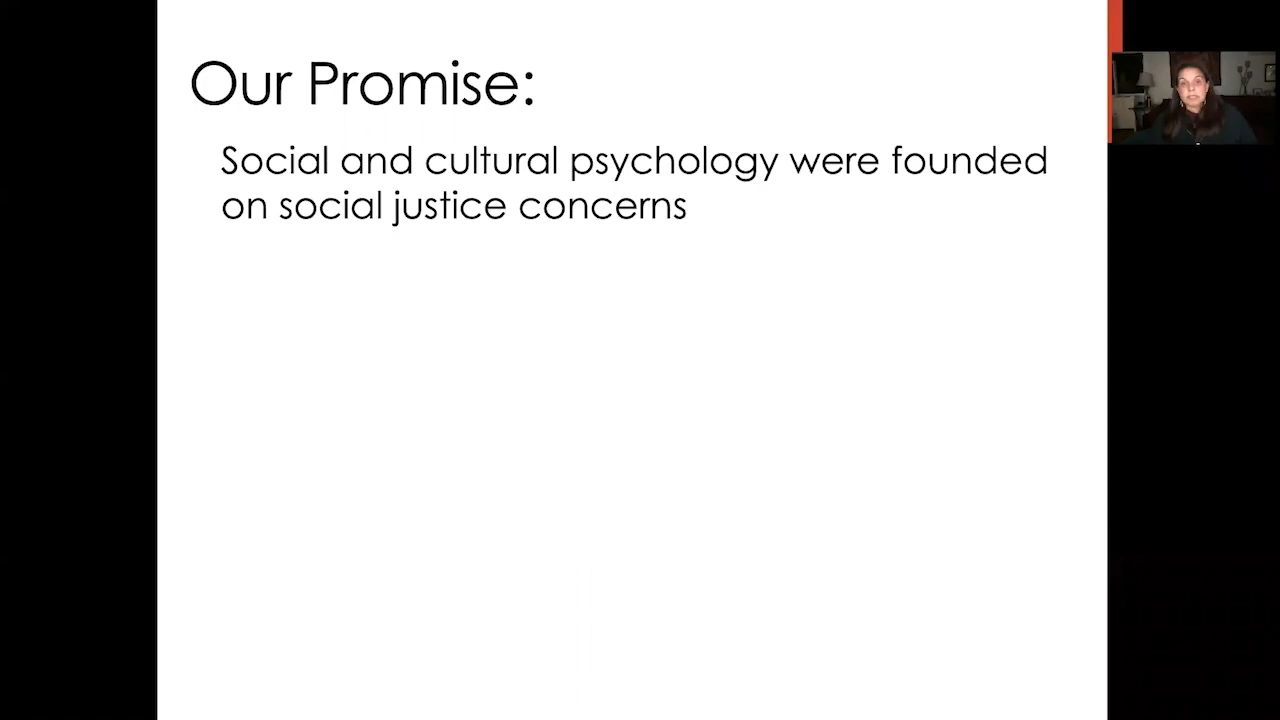 Our Promise:
Social and cultural psychology were founded
on social justice concerns